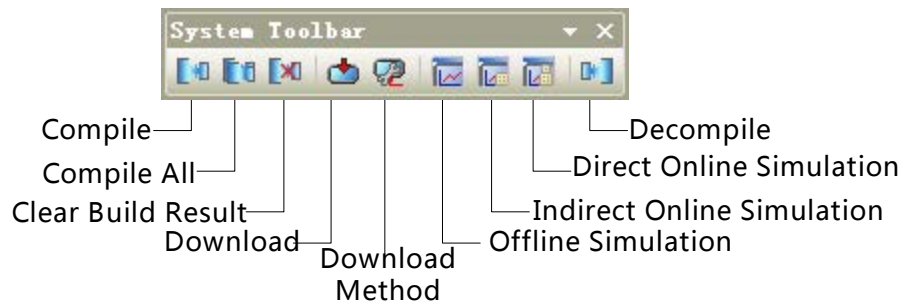 System Toolbar
Compile
Decompile
Compile All
Direct Online Simulation
Clear Build Result
Indirect Online Simulation
Download
Offline Simulation
Download
Method